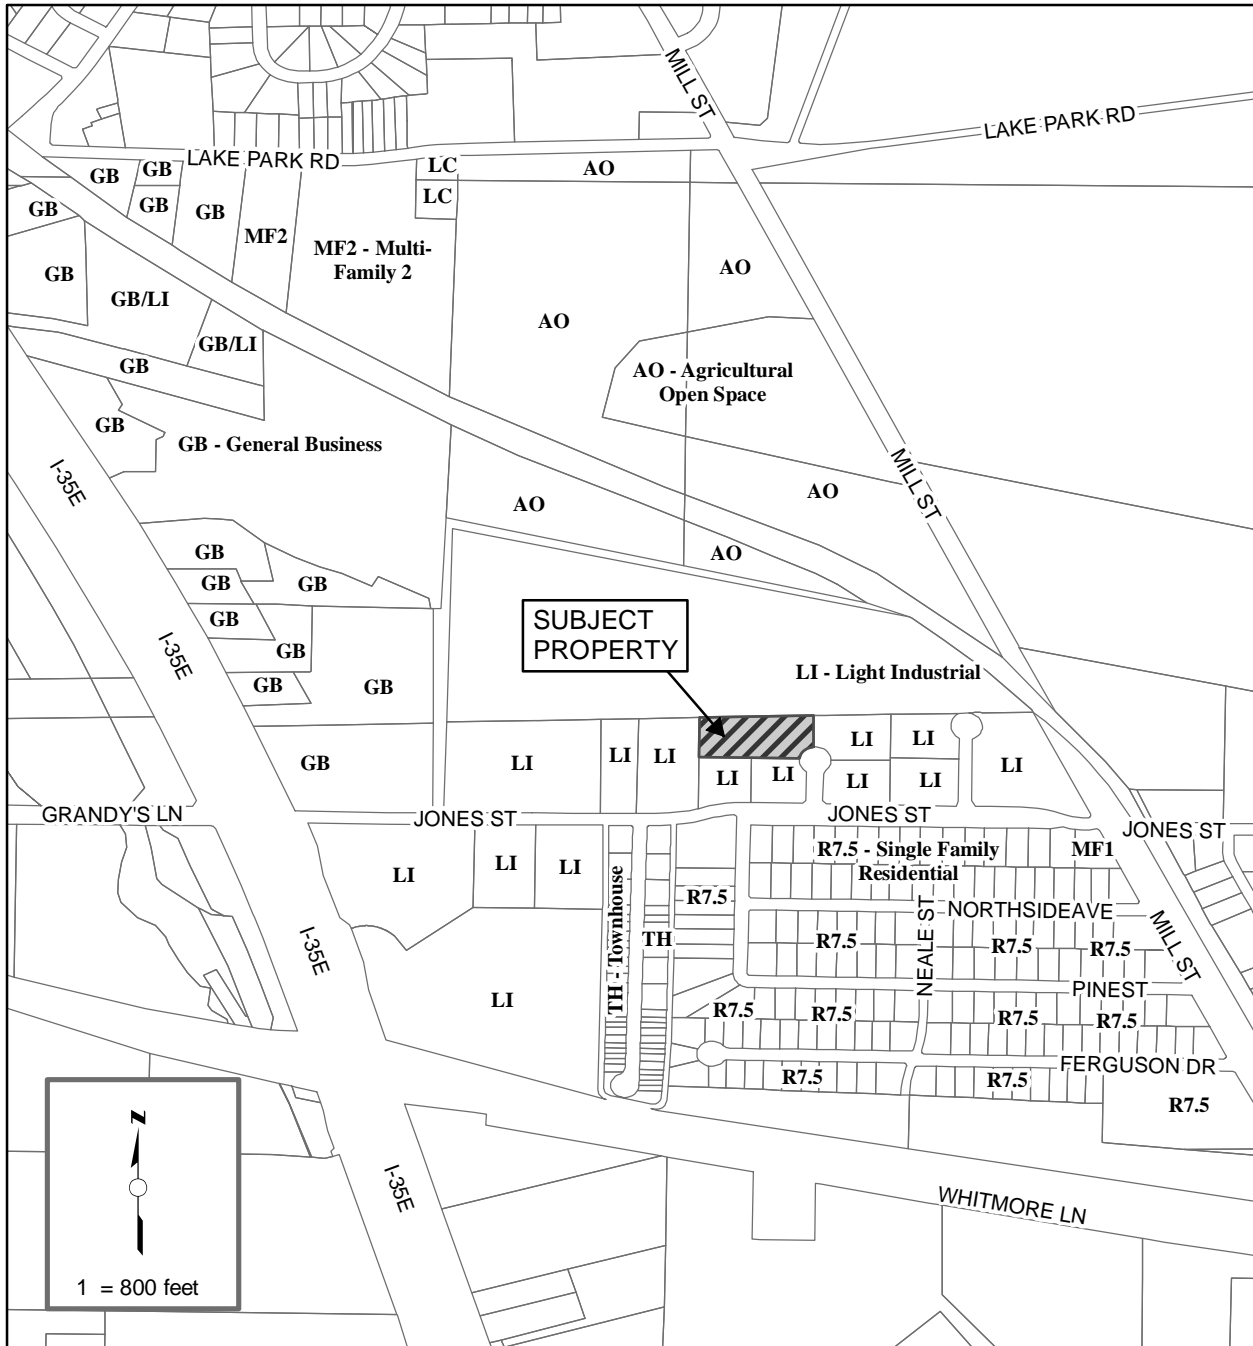 MILL ST
LAKE PARK RD
LAKE PARK RD
GB
GB
LC
AO
GB
GB
GB
LC
MF2
MF2 - Multi-
Family 2
GB
GB/LI
AO
AO
GB/LI
GB
AO - Agricultural
Open Space
GB
GB - General Business
I-35E
MILL ST
AO
AO
GB
AO
GB
GB
GB
GB
GB
GB
I-35E
SUBJECT
PROPERTY
LI - Light Industrial
GB
LI
LI
LI
LI
LI
LI
LI
LI
LI
LI
LI
GRANDY'S LN
JONES ST
JONES ST
JONES ST
LI
LI
LI
R7.5 - Single Family
Residential
MF1
TH - Townhouse
R7.5
NORTHSIDEAVE
TH
R7.5
NEALE ST
R7.5
R7.5
MILL ST
I-35E
LI
PINEST
R7.5
R7.5
R7.5
R7.5
FERGUSON DR
R7.5
R7.5
R7.5
I-35E
WHITMORE LN
N
1 = 800 feet